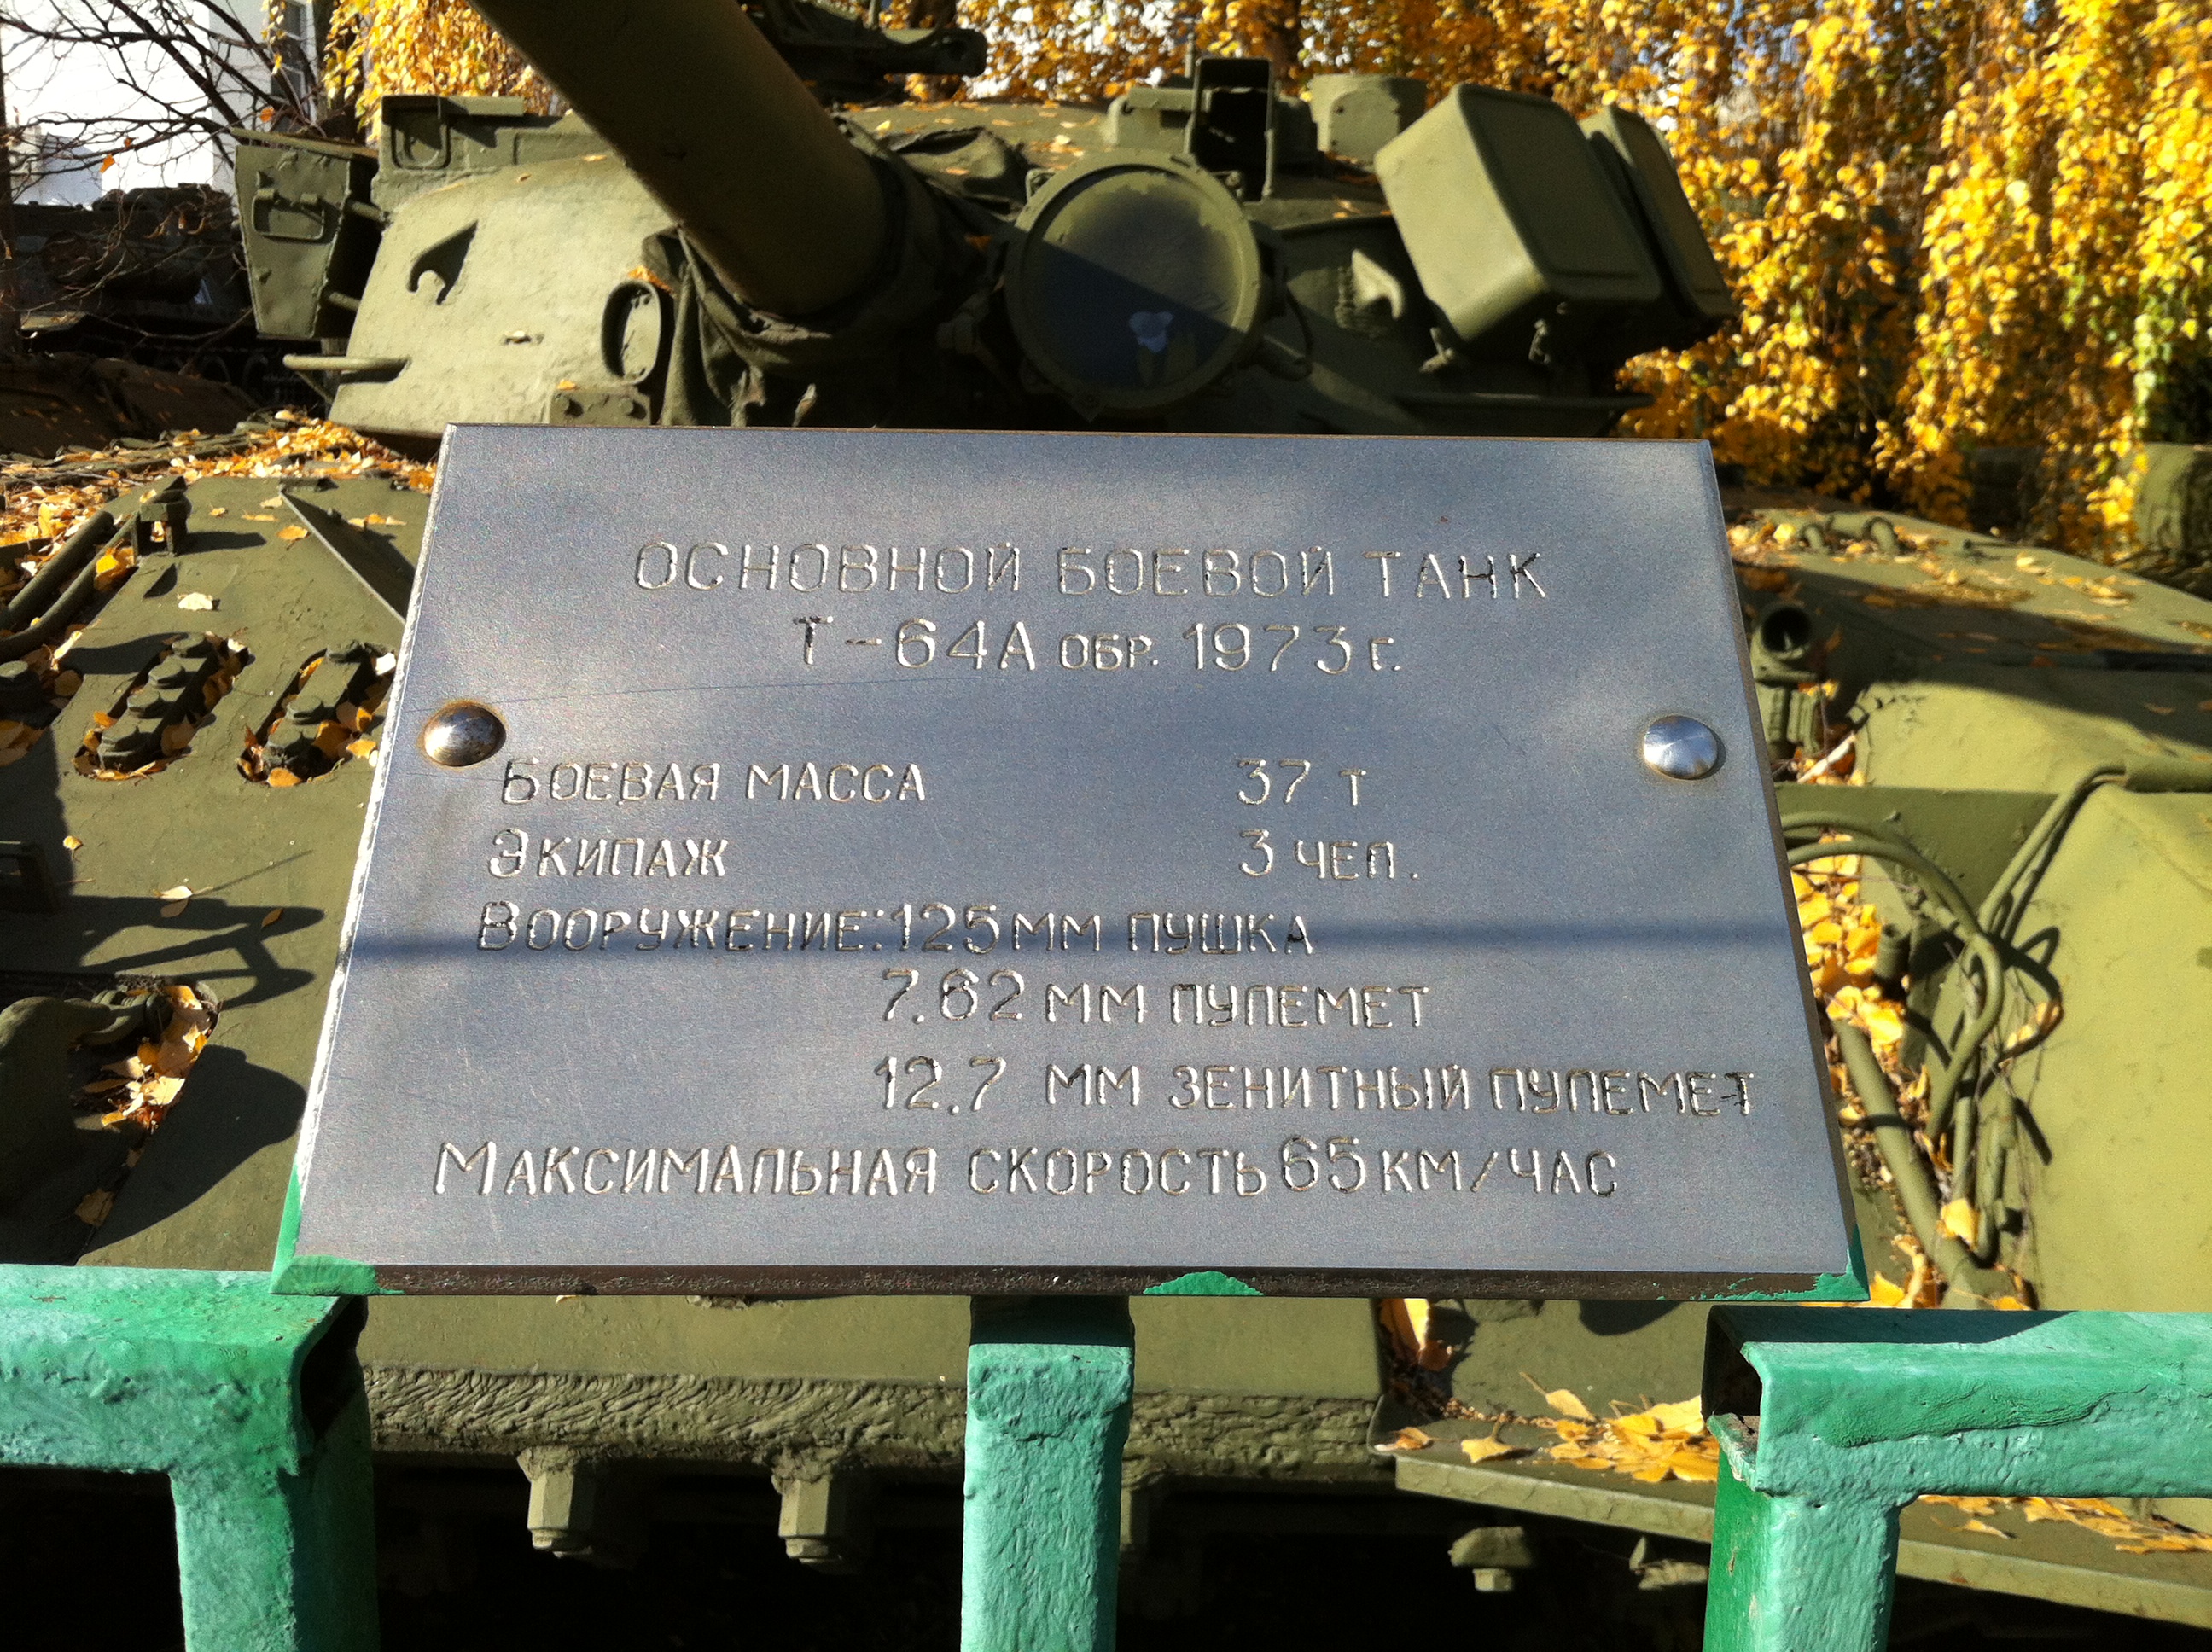 ОСНОВНОЙ БОЕВОЙ ТАНК
Т-64А ОБР. 1973 Г.
БОЕВАЯ МАССА 37 Т
ЭКИПАЖ 3 ЧЕЛ.
ВООРУЖЕНИЕ: 125 ММ ПУШКА
7.62 ММ ПУЛЕМЕТ
12.7 ММ ЗЕНИТНЫЙ ПУЛЕМЕТ
МАКСИМАЛЬНАЯ СКОРОСТЬ 65 КМ/ЧАС